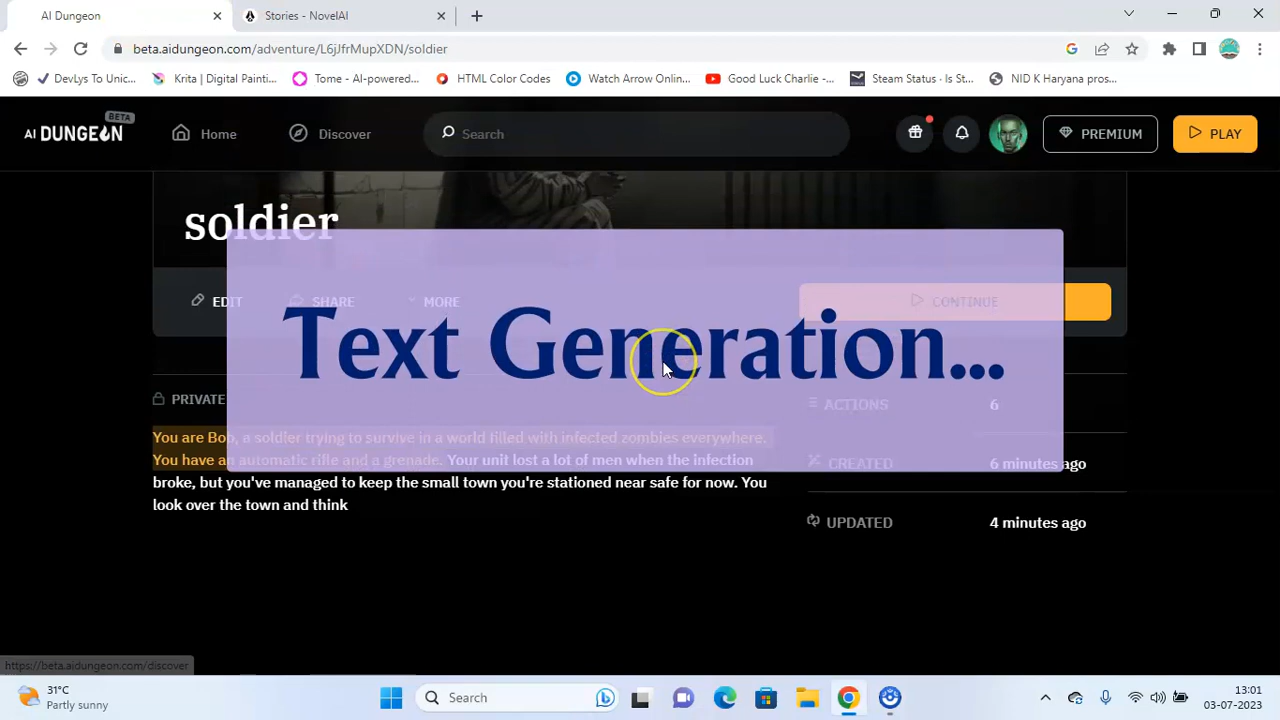 AI Dungeon
Stories - NovelAI
beta.aidungeon.com/adventure/L6jJfrMupXDN/soldier
DevLys To Unic...
Krita | Digital Painti...
Tome - AI-powered...
HTML Color Codes
Watch Arrow Onlin...
Good Luck Charlie -...
Steam Status · Is St...
NID K Haryana pros...
AI DUNGEON
BETA
Home
Discover
Search
PREMIUM
PLAY
soldier
EDIT
SHARE
MORE
CONTINUE
Text Generation...
PRIVATE
You are Bob, a soldier trying to survive in a world filled with infected zombies everywhere.
You have an automatic rifle and a grenade. Your unit lost a lot of men when the infection
broke, but you've managed to keep the small town you're stationed near safe for now. You
look over the town and think
ACTIONS 6
CREATED 6 minutes ago
UPDATED 4 minutes ago
https://beta.aidungeon.com/discover
31°C
Partly sunny
Search
13:01
03-07-2023